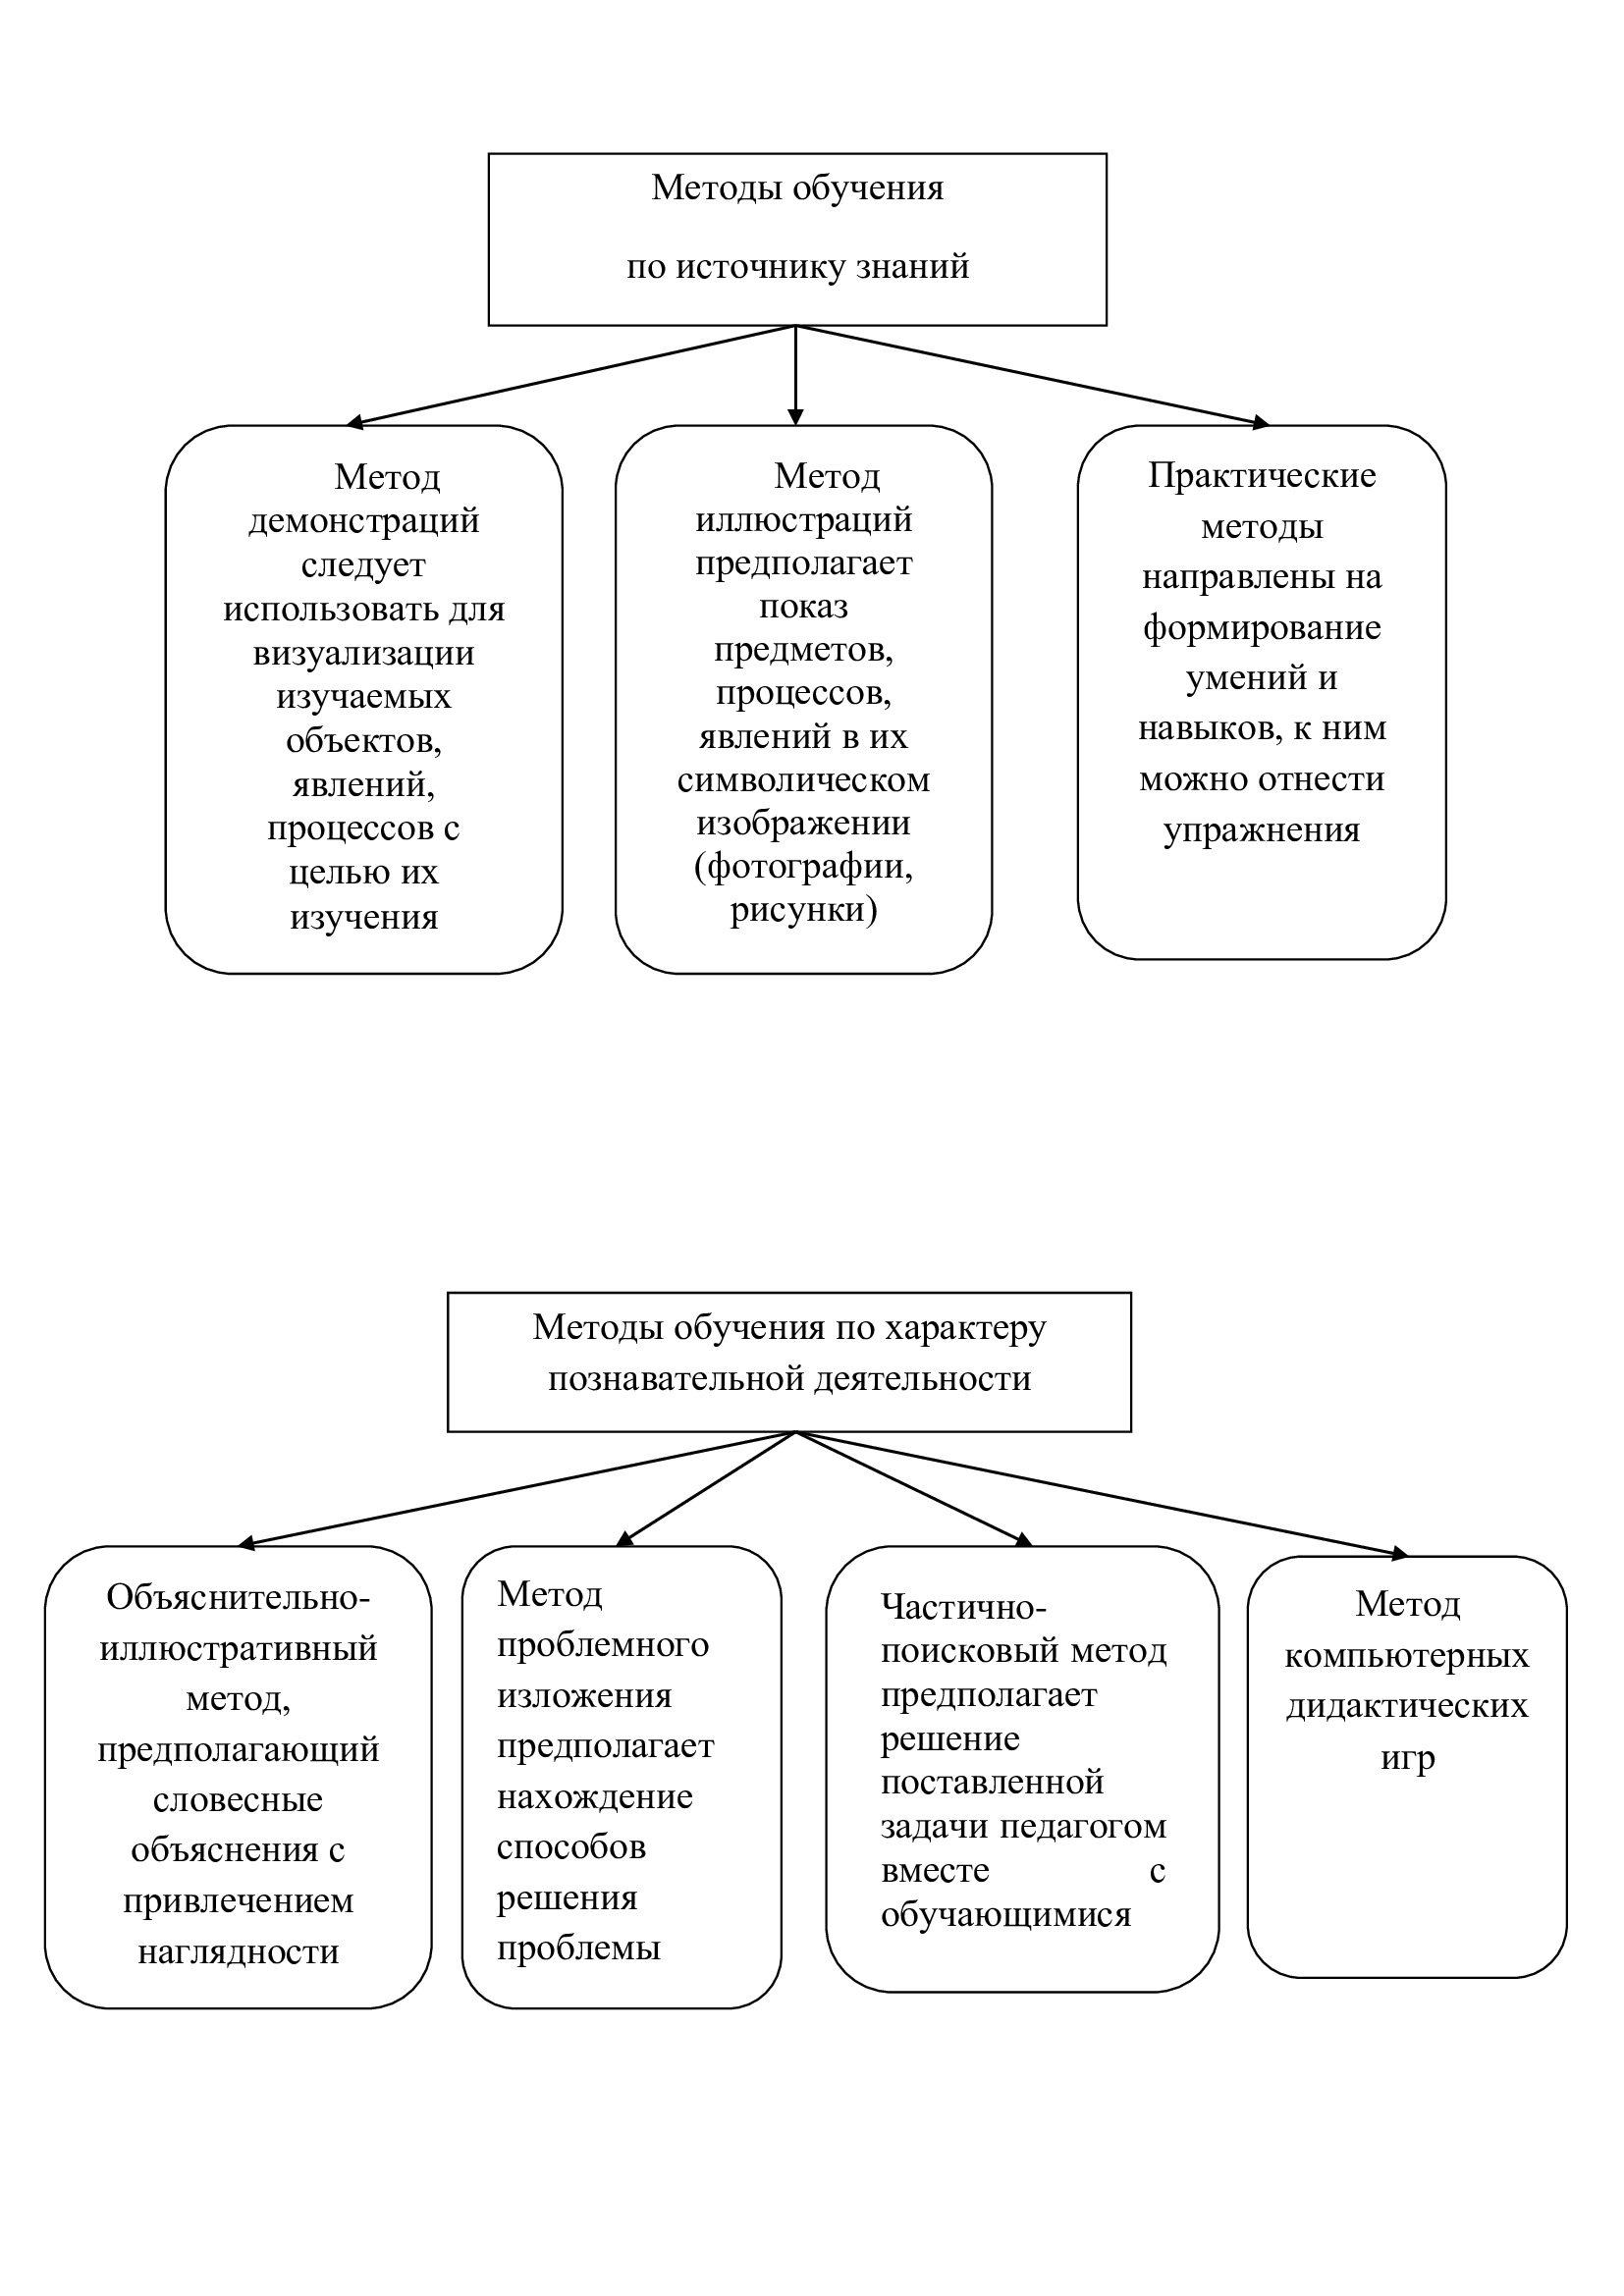 Методы обучения
по источнику знаний
Метод
демонстраций
следует
использовать для
визуализации
изучаемых
объектов,
явлений,
процессов с
целью их
изучения
Метод
иллюстраций
предполагает
показ
предметов,
процессов,
явлений в их
символическом
изображении
(фотографии,
рисунки)
Практические
методы
направлены на
формирование
умений и
навыков, к ним
можно отнести
упражнения
Методы обучения по характеру
познавательной деятельности
Объяснительно-
иллюстративный
метод,
предполагающий
словесные
объяснения с
привлечением
наглядности
Метод
проблемного
изложения
предполагает
нахождение
способов
решения
проблемы
Частично-
поисковый метод
предполагает
решение
поставленной
задачи педагогом
вместе с
обучающимися
Метод
компьютерных
дидактических
игр